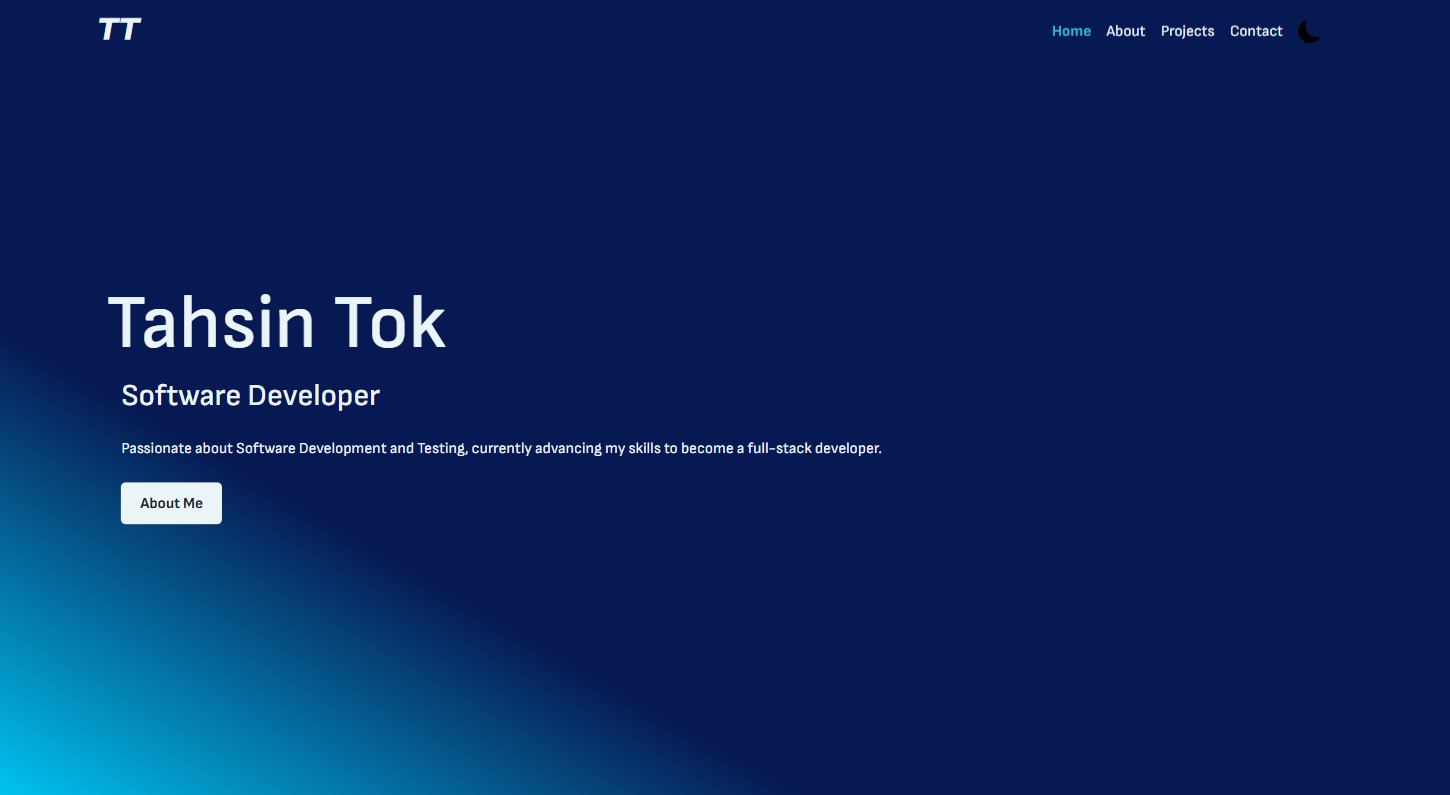 TT
Home About Projects Contact
Tahsin Tok
Software Developer
Passionate about Software Development and Testing, currently advancing my skills to become a full-stack developer.
About Me